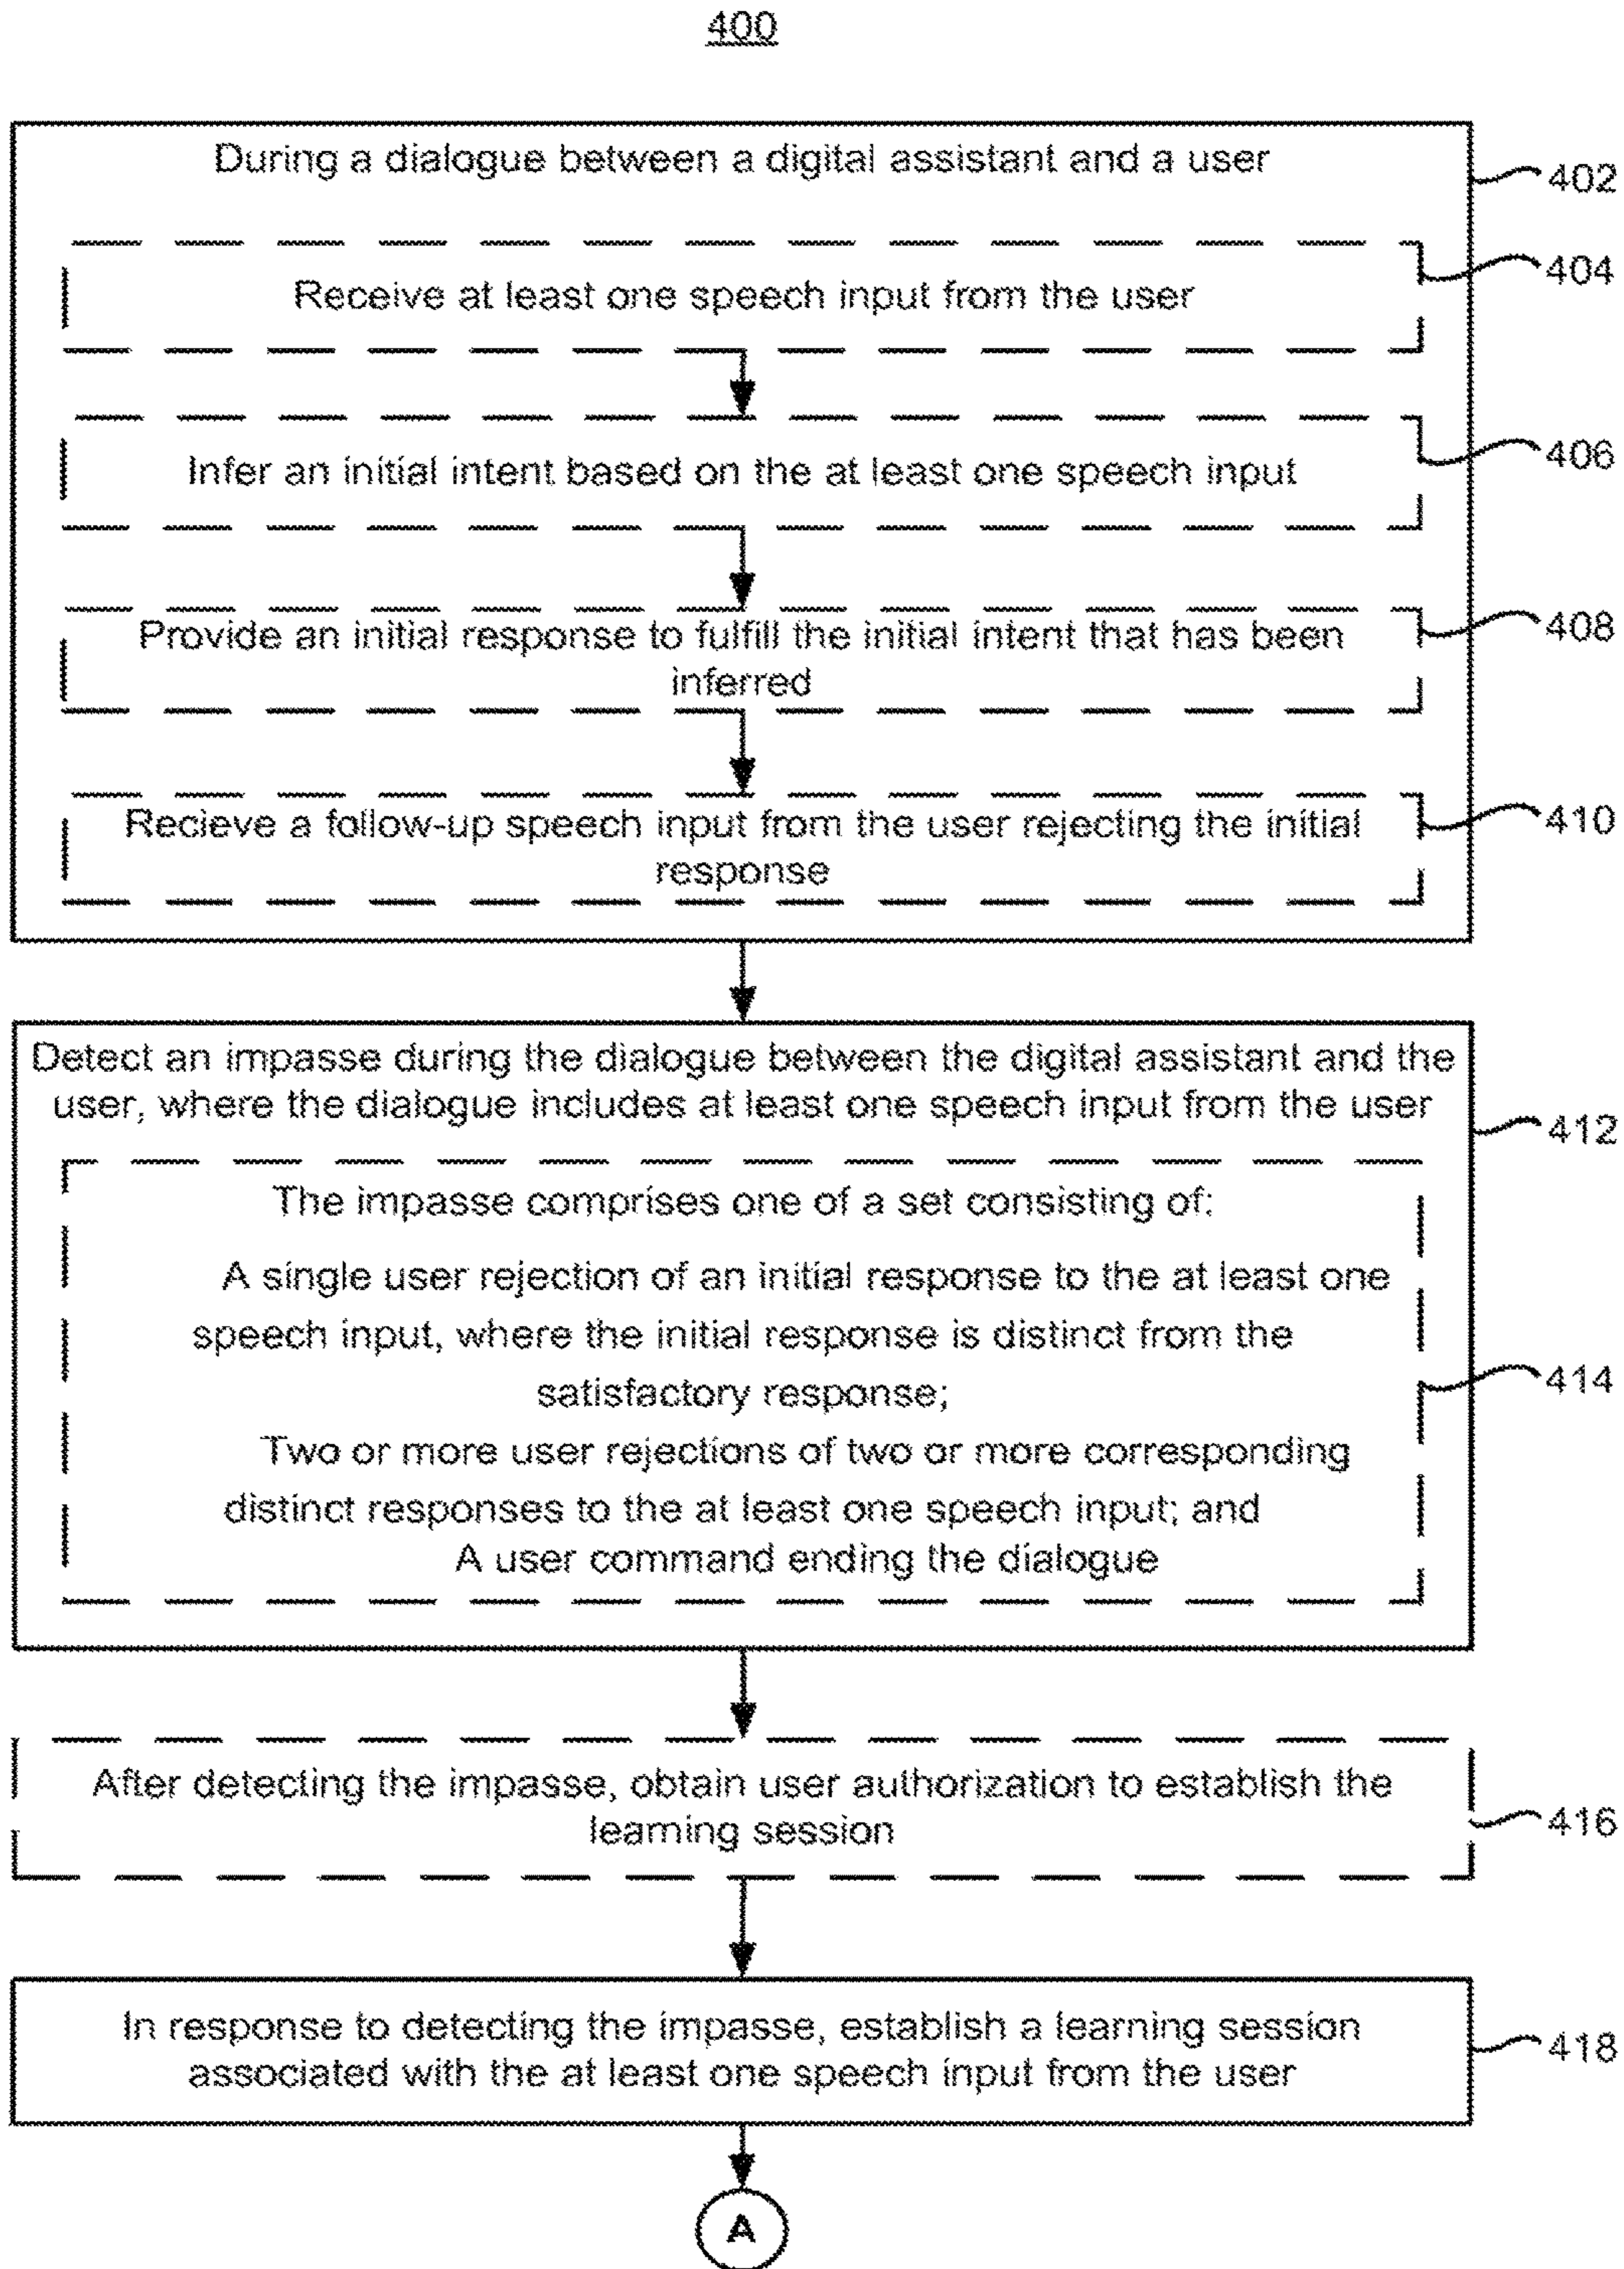 400
During a dialogue between a digital assistant and a user
402
404
Receive at least one speech input from the user
406
Infer an initial intent based on the at least one speech input
408
Provide an initial response to fulfill the initial intent that has been
inferred
410
Recieve a follow-up speech input from the user rejecting the initial
response
Detect an impasse during the dialogue between the digital assistant and the
user, where the dialogue includes at least one speech input from the user
412
The impasse comprises one of a set consisting of:
A single user rejection of an initial response to the at least one
speech input, where the initial response is distinct from the
satisfactory response;
414
Two or more user rejections of two or more corresponding
distinct responses to the at least one speech input; and
A user command ending the dialogue
After detecting the impasse, obtain user authorization to establish the
learning session
416
In response to detecting the impasse, establish a learning session
associated with the at least one speech input from the user
418
A